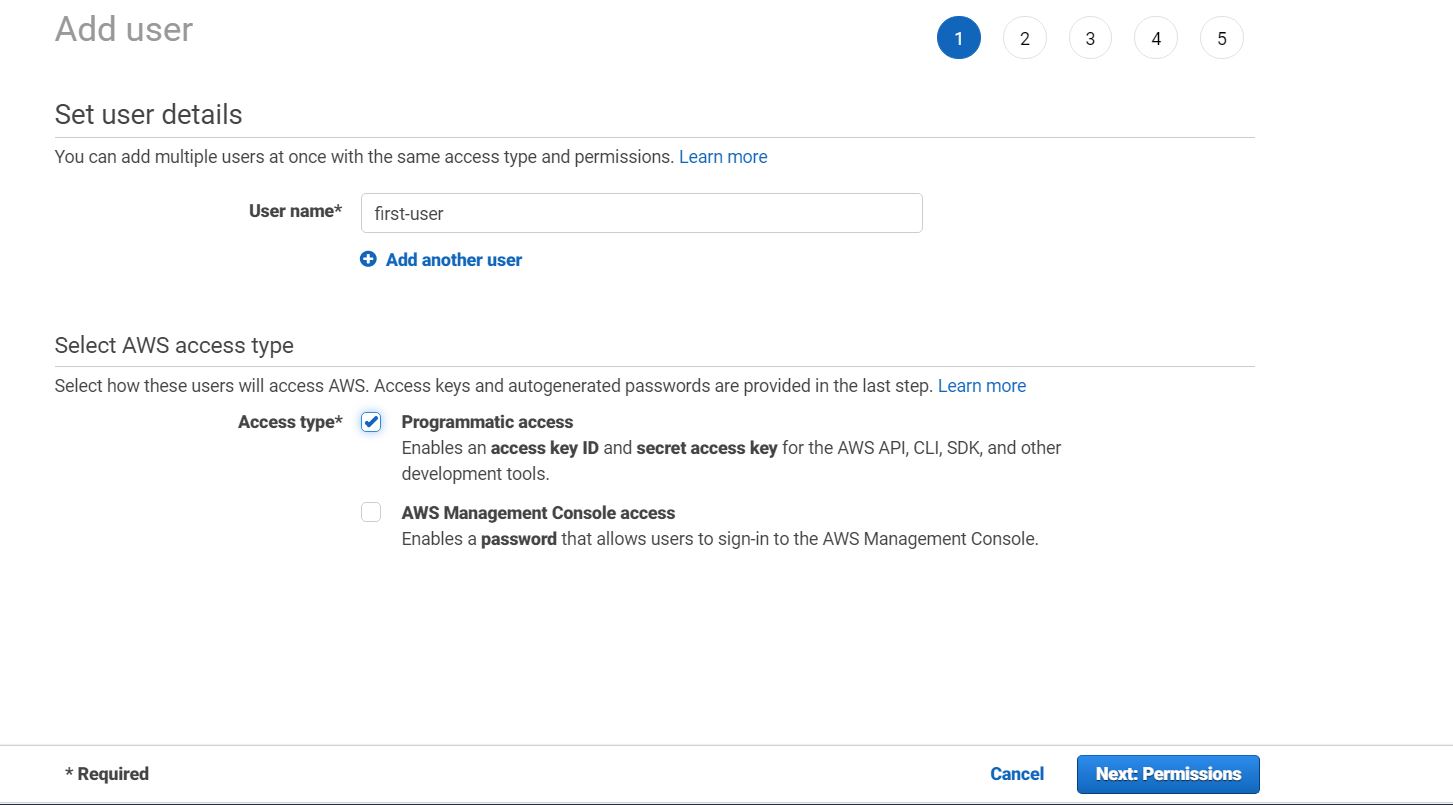 Add user
1 2 3 4 5
Set user details
You can add multiple users at once with the same access type and permissions. Learn more
User name* first-user
Add another user
Select AWS access type
Select how these users will access AWS. Access keys and autogenerated passwords are provided in the last step. Learn more
Access type* Programmatic access
Enables an access key ID and secret access key for the AWS API, CLI, SDK, and other
development tools.
AWS Management Console access
Enables a password that allows users to sign-in to the AWS Management Console.
* Required Cancel Next: Permissions